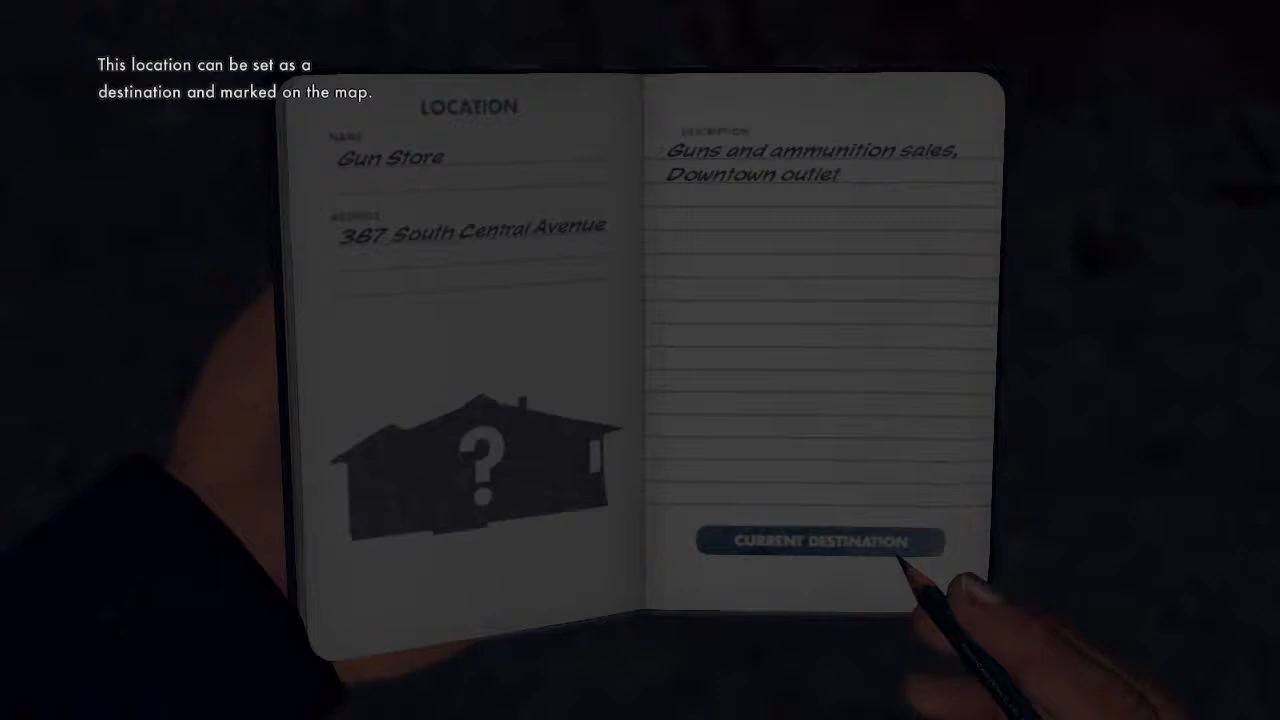 This location can be set as a
destination and marked on the map.
LOCATION
NAME
Gun Store
ADDRESS
367 South Central Avenue
?
DESCRIPTION
Guns and ammunition sales,
Downtown outlet
CURRENT DESTINATION